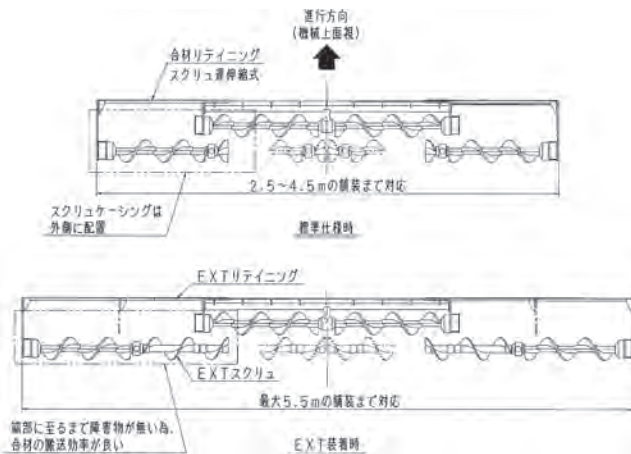 進行方向
(機械上面視)
合材リテイニング
スクリュ滑伸縮式
2.5~4.5mの舗装まで対応
スクリュケーシングは
外側に配置
標準仕様時
EXTリテイニング
EXTスクリュ
最大5.5mの舗装まで対応
端部に至るまで障害物が無い為、
合材の搬送効率が良い
EXT装着時